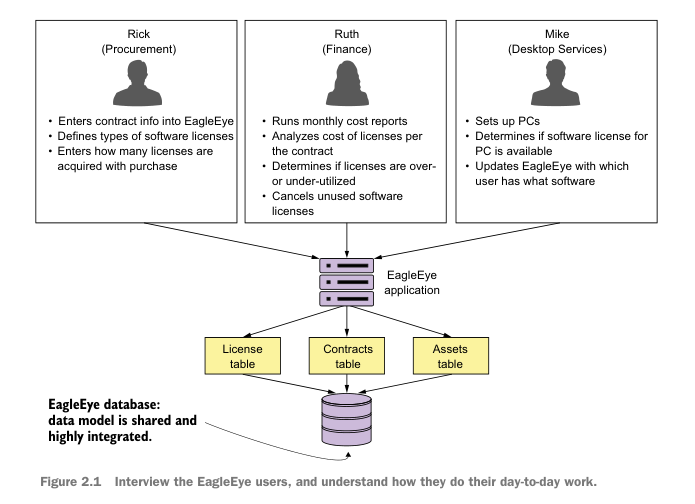 Rick
(Procurement)
• Enters contract info into EagleEye
• Defines types of software licenses
• Enters how many licenses are
acquired with purchase
Ruth
(Finance)
• Runs monthly cost reports
• Analyzes cost of licenses per
the contract
• Determines if licenses are over-
or under-utilized
• Cancels unused software
licenses
Mike
(Desktop Services)
• Sets up PCs
• Determines if software license for
PC is available
• Updates EagleEye with which
user has what software
EagleEye
application
License
table
Contracts
table
Assets
table
EagleEye database:
data model is shared and
highly integrated.
Figure 2.1 Interview the EagleEye users, and understand how they do their day-to-day work.